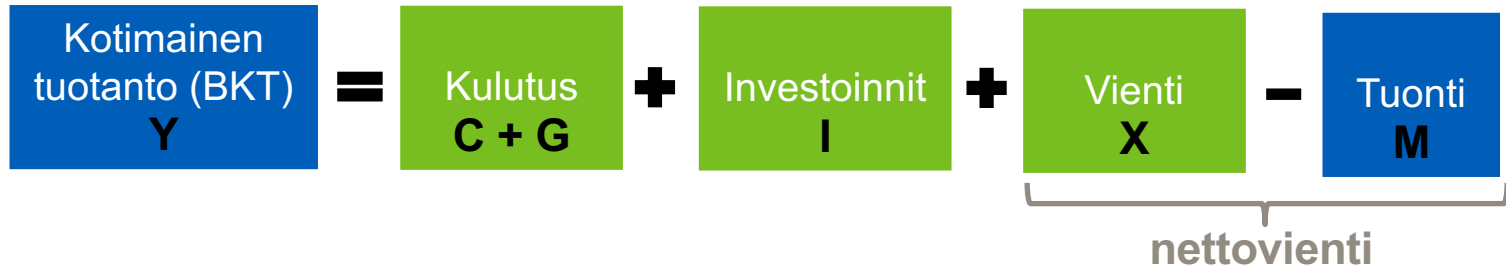 Kotimainen
tuotanto (BKT)
Y
=
Kulutus
C + G
+
Investoinnit
I
+
Vienti
X
–
Tuonti
M
nettovienti